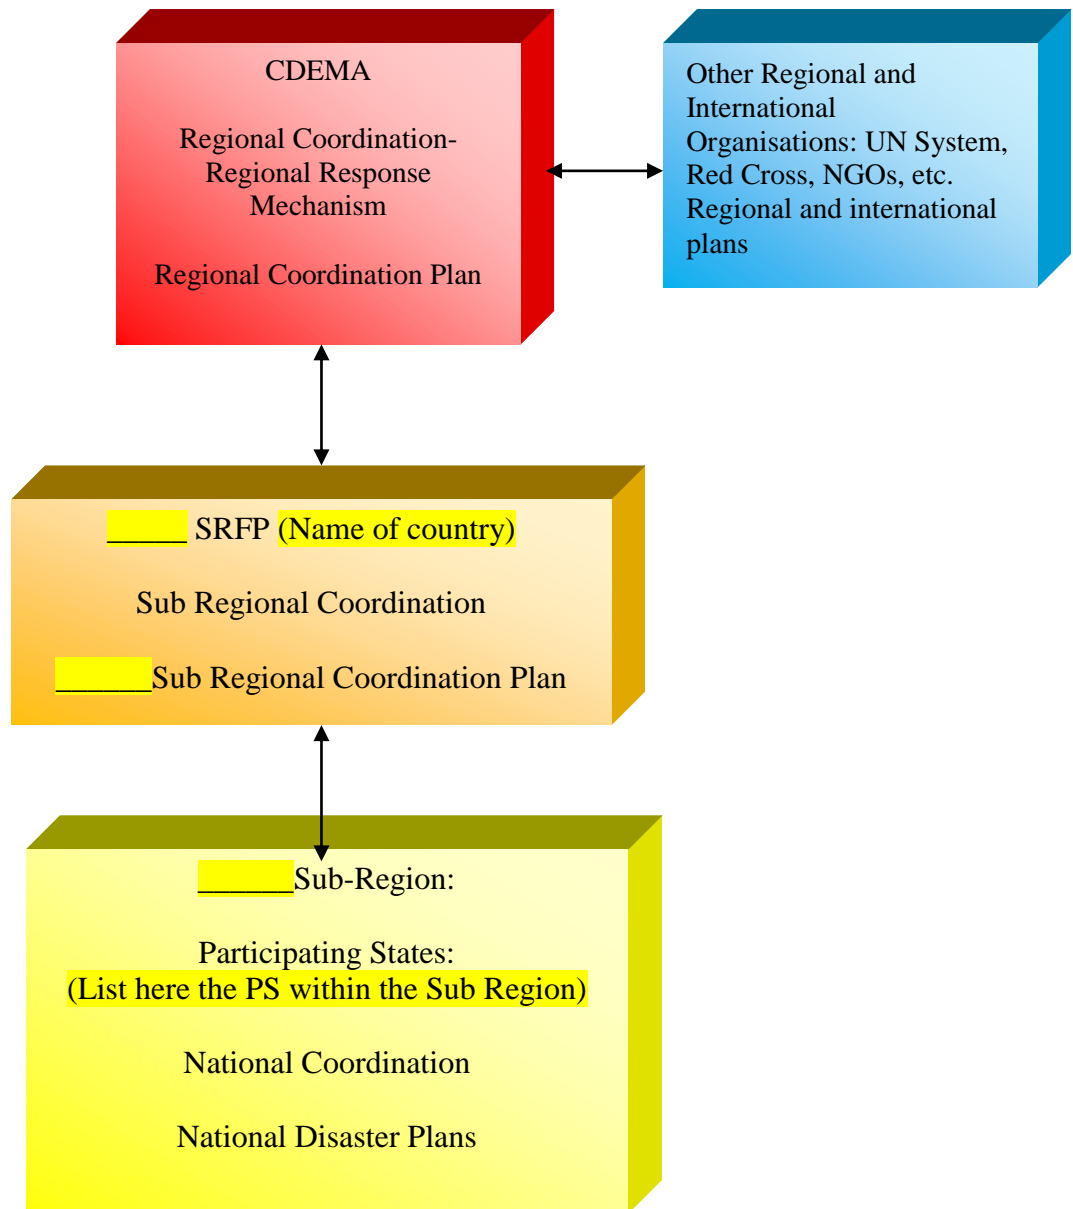 CDEMA
Regional Coordination-
Regional Response
Mechanism
Regional Coordination Plan
Other Regional and
International
Organisations: UN System,
Red Cross, NGOs, etc.
Regional and international
plans
_____ SRFP (Name of country)
Sub Regional Coordination
______Sub Regional Coordination Plan
______Sub-Region:
Participating States:
(List here the PS within the Sub Region)
National Coordination
National Disaster Plans